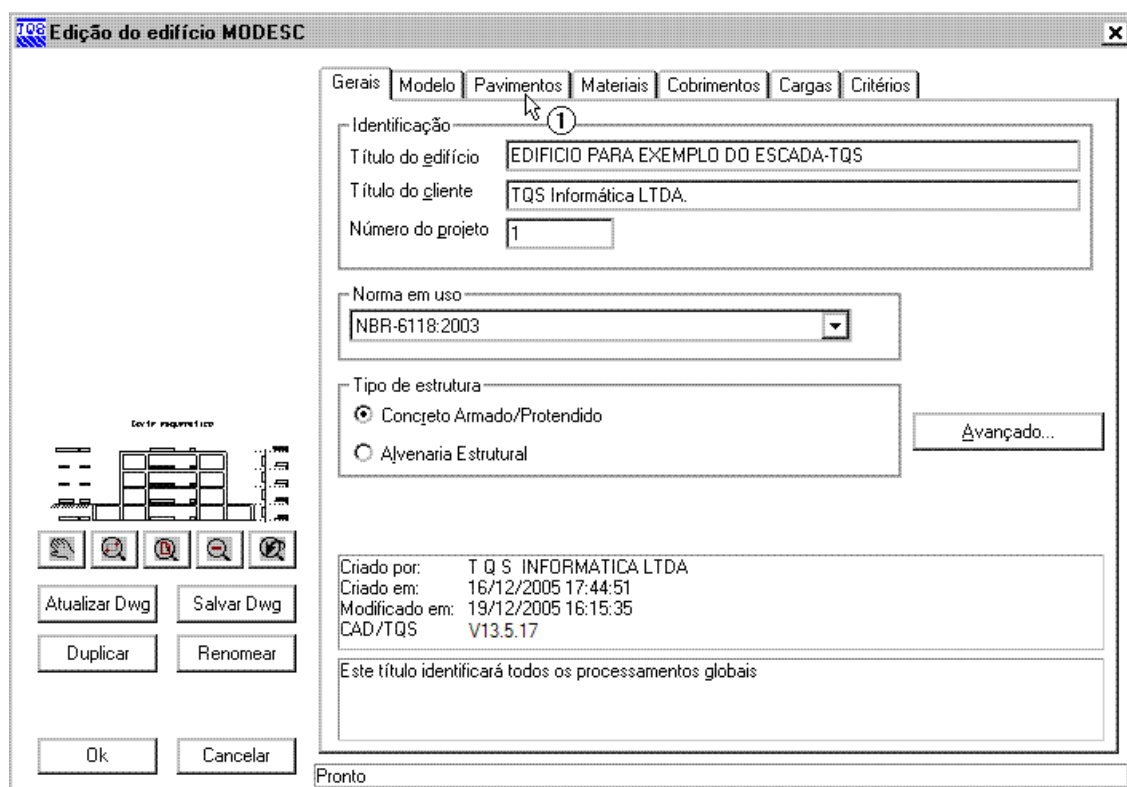 TQS Edição do edifício MODESC
Gerais Modelo Pavimentos Materiais Cobrimentos Cargas Critérios
1
Identificação
Título do edifício EDIFICIO PARA EXEMPLO DO ESCADA-TQS
Título do cliente TQS Informática LTDA.
Número do projeto 1
Norma em uso
NBR-6118:2003
Tipo de estrutura
Concreto Armado/Protendido
Alvenaria Estrutural
Avançado...
Corte esquematico
Atualizar Dwg Salvar Dwg
Duplicar Renomear
Ok Cancelar
Criado por: T Q S INFORMATICA LTDA
Criado em: 16/12/2005 17:44:51
Modificado em: 19/12/2005 16:15:35
CAD/TQS V13.5.17
Este título identificará todos os processamentos globais
Pronto